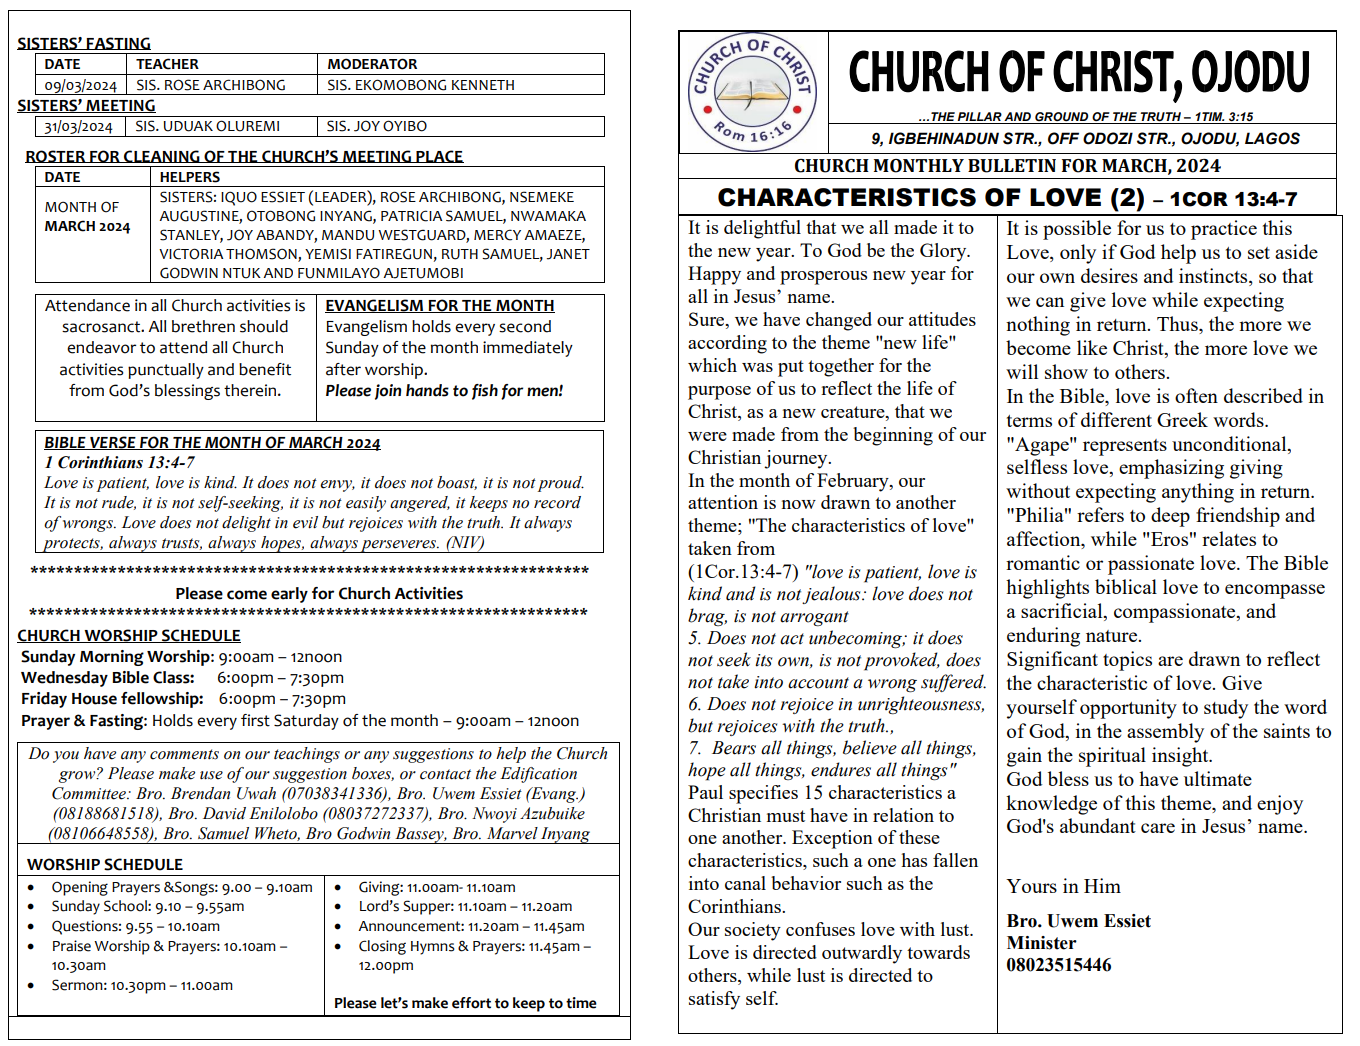 SISTERS’ FASTING
DATE TEACHER MODERATOR
09/03/2024 SIS. ROSE ARCHIBONG SIS. EKOMOBONG KENNETH
SISTERS’ MEETING
31/03/2024 SIS. UDUAK OLUREMI SIS. JOY OYIBO
ROSTER FOR CLEANING OF THE CHURCH’S MEETING PLACE
DATE HELPERS
MONTH OF
MARCH 2024
SISTERS: IQUO ESSIET (LEADER), ROSE ARCHIBONG, NSEMEKE
AUGUSTINE, OTOBONG INYANG, PATRICIA SAMUEL, NWAMAKA
STANLEY, JOY ABANDY, MANDU WESTGUARD, MERCY AMAEZE,
VICTORIA THOMSON, YEMISI FATIREGUN, RUTH SAMUEL, JANET
GODWIN NTUK AND FUNMILAYO AJETUMOBI
Attendance in all Church activities is
sacrosanct. All brethren should
endeavor to attend all Church
activities punctually and benefit
from God’s blessings therein.
EVANGELISM FOR THE MONTH
Evangelism holds every second
Sunday of the month immediately
after worship.
Please join hands to fish for men!
BIBLE VERSE FOR THE MONTH OF MARCH 2024
1 Corinthians 13:4-7
Love is patient, love is kind. It does not envy, it does not boast, it is not proud.
It is not rude, it is not self-seeking, it is not easily angered, it keeps no record
of wrongs. Love does not delight in evil but rejoices with the truth. It always
protects, always trusts, always hopes, always perseveres. (NIV)
******************************************************************
Please come early for Church Activities
******************************************************************
CHURCH WORSHIP SCHEDULE
Sunday Morning Worship: 9:00am – 12noon
Wednesday Bible Class: 6:00pm – 7:30pm
Friday House fellowship: 6:00pm – 7:30pm
Prayer & Fasting: Holds every first Saturday of the month – 9:00am – 12noon
Do you have any comments on our teachings or any suggestions to help the Church
grow? Please make use of our suggestion boxes, or contact the Edification
Committee: Bro. Brendan Uwah (07038341336), Bro. Uwem Essiet (Evang.)
(08188681518), Bro. David Enilolobo (08037272337), Bro. Nwoyi Azubuike
(08106648558), Bro. Samuel Wheto, Bro Godwin Bassey, Bro. Marvel Inyang
WORSHIP SCHEDULE
• Opening Prayers &Songs: 9.00 – 9.10am
• Sunday School: 9.10 – 9.55am
• Questions: 9.55 – 10.10am
• Praise Worship & Prayers: 10.10am –
10.30am
• Sermon: 10.30pm – 11.00am
• Giving: 11.00am- 11.10am
• Lord’s Supper: 11.10am – 11.20am
• Announcement: 11.20am – 11.45am
• Closing Hymns & Prayers: 11.45am –
12.00pm
Please let’s make effort to keep to time
CHURCH OF CHRIST
Rom 16:16
CHURCH OF CHRIST, OJODU
...THE PILLAR AND GROUND OF THE TRUTH – 1TIM. 3:15
9, IGBEHINADUN STR., OFF ODOZI STR., OJODU, LAGOS
CHURCH MONTHLY BULLETIN FOR MARCH, 2024
CHARACTERISTICS OF LOVE (2) – 1COR 13:4-7
It is delightful that we all made it to
the new year. To God be the Glory.
Happy and prosperous new year for
all in Jesus’ name.
Sure, we have changed our attitudes
according to the theme "new life"
which was put together for the
purpose of us to reflect the life of
Christ, as a new creature, that we
were made from the beginning of our
Christian journey.
In the month of February, our
attention is now drawn to another
theme; "The characteristics of love"
taken from
(1Cor.13:4-7) "love is patient, love is
kind and is not jealous: love does not
brag, is not arrogant
5. Does not act unbecoming; it does
not seek its own, is not provoked, does
not take into account a wrong suffered.
6. Does not rejoice in unrighteousness,
but rejoices with the truth.,
7. Bears all things, believe all things,
hope all things, endures all things"
Paul specifies 15 characteristics a
Christian must have in relation to
one another. Exception of these
characteristics, such a one has fallen
into canal behavior such as the
Corinthians.
Our society confuses love with lust.
Love is directed outwardly towards
others, while lust is directed to
satisfy self.
It is possible for us to practice this
Love, only if God help us to set aside
our own desires and instincts, so that
we can give love while expecting
nothing in return. Thus, the more we
become like Christ, the more love we
will show to others.
In the Bible, love is often described in
terms of different Greek words.
"Agape" represents unconditional,
selfless love, emphasizing giving
without expecting anything in return.
"Philia" refers to deep friendship and
affection, while "Eros" relates to
romantic or passionate love. The Bible
highlights biblical love to encompasse
a sacrificial, compassionate, and
enduring nature.
Significant topics are drawn to reflect
the characteristic of love. Give
yourself opportunity to study the word
of God, in the assembly of the saints to
gain the spiritual insight.
God bless us to have ultimate
knowledge of this theme, and enjoy
God's abundant care in Jesus’ name.
Yours in Him
Bro. Uwem Essiet
Minister
08023515446